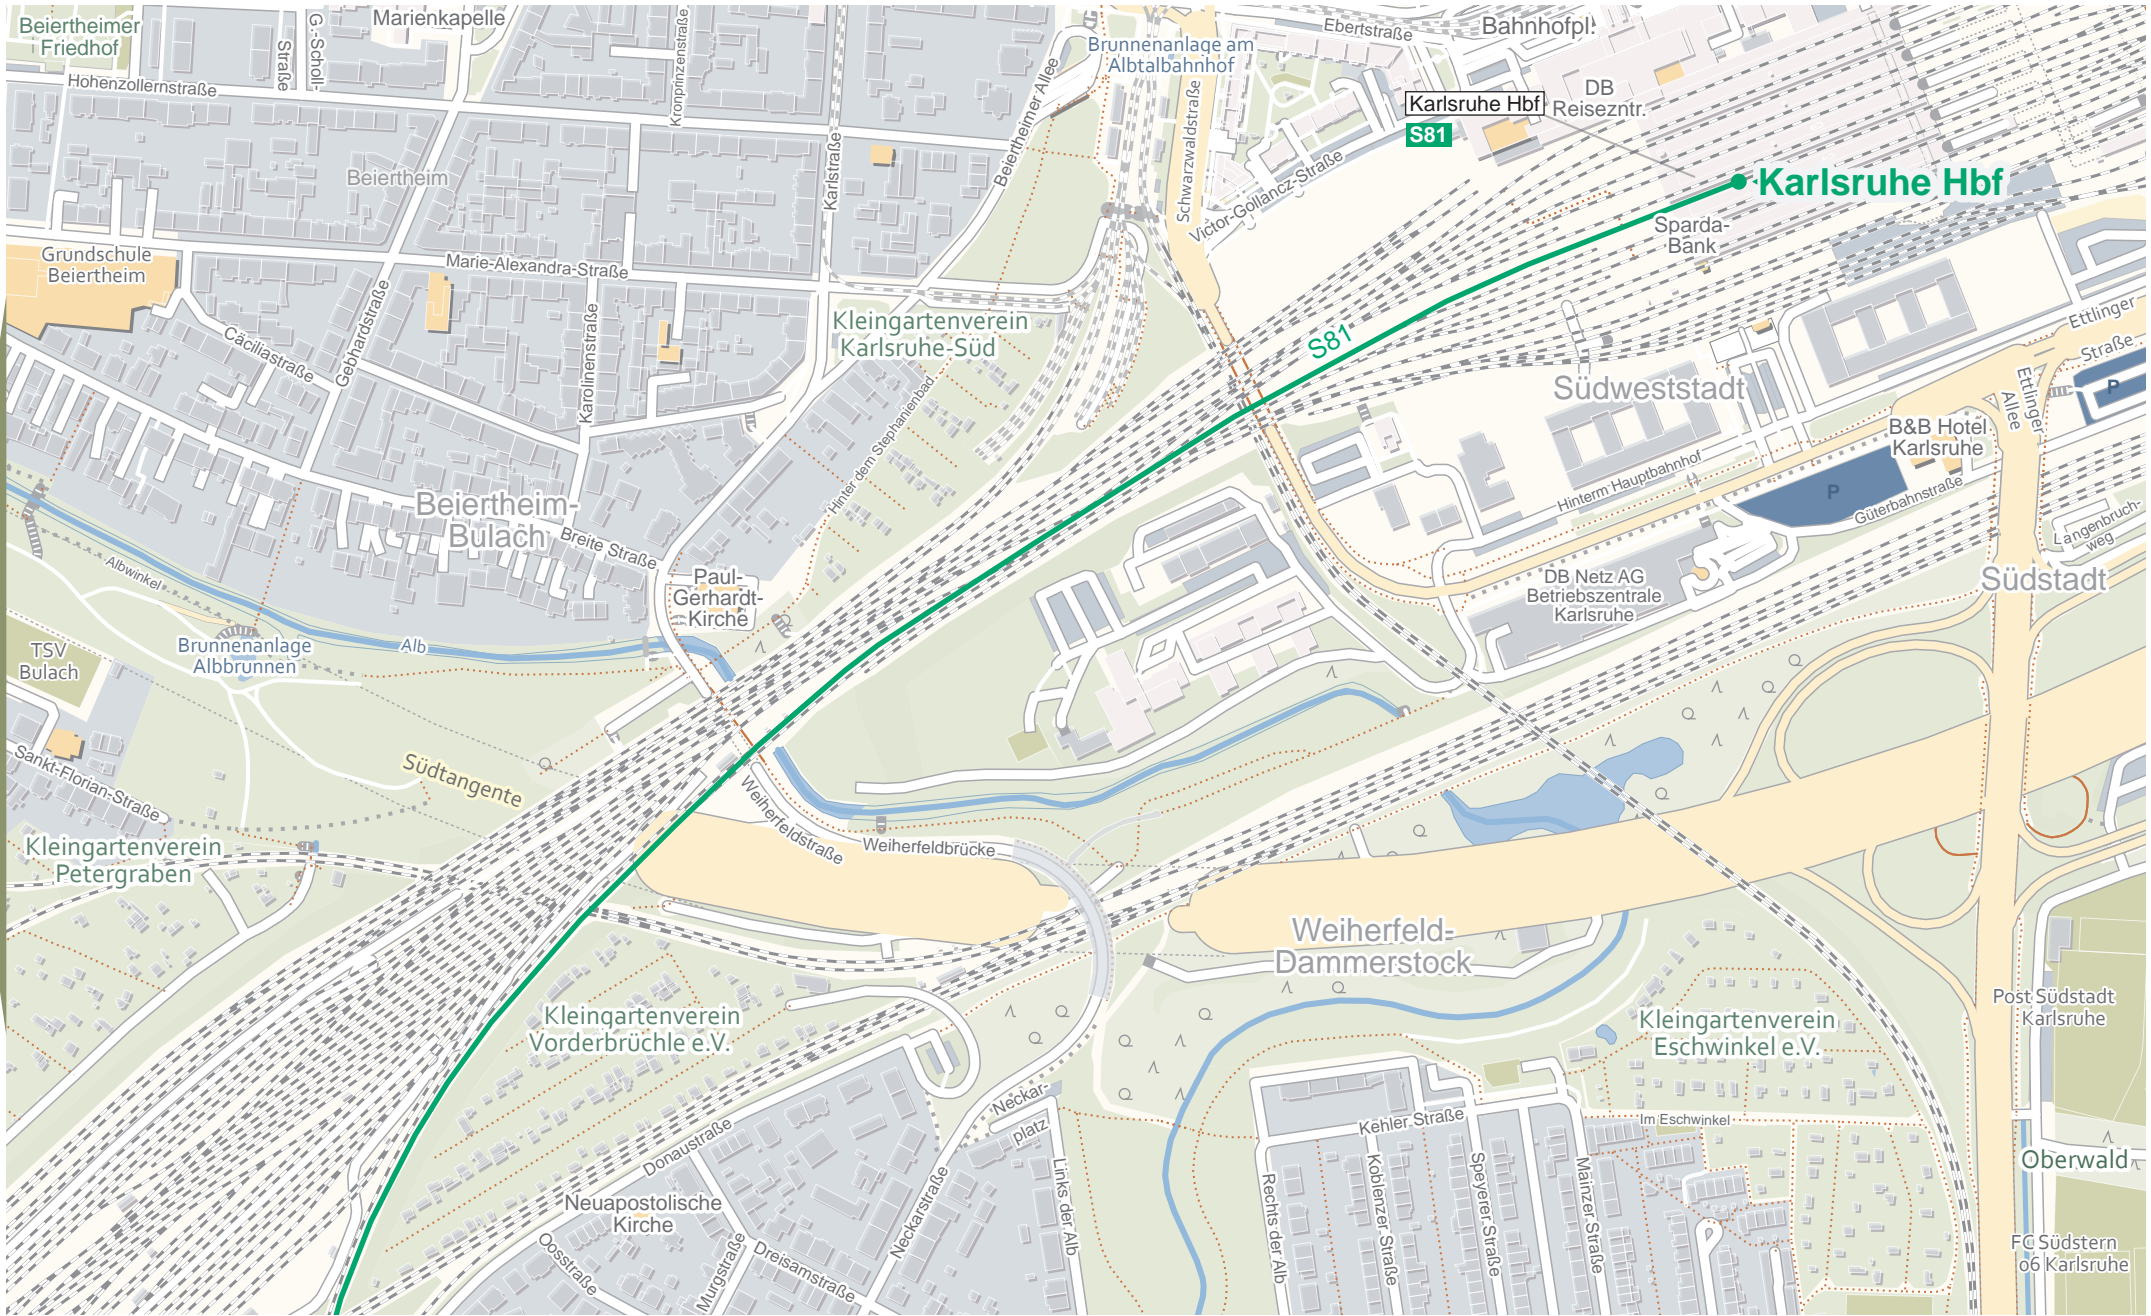 Beiertheimer
Friedhof
Straße
G.-Scholl-
Marienkapelle
Hohenzollernstraße
Kronprinzenstraße
Brunnenanlage am
Albtalbahnhof
Ebertstraße
Bahnhofpl.
DB
Reisezntr.
Karlsruhe Hbf
S81
Beiertheim
Karlstraße
Beiertheimer Allee
Schwarzwaldstraße
Victor-Gollancz-Straße
Karlsruhe Hbf
Sparda-
Bank
Grundschule
Beiertheim
Marie-Alexandra-Straße
Cäciliastraße
Gebhardstraße
Karolinenstraße
Kleingartenverein
Karlsruhe-Süd
S81
Ettlinger
Straße
Südweststadt
Ettlinger
Allee
P
Hinter dem Stephanienbad
B&B Hotel
Karlsruhe
Hinterm Hauptbahnhof
P
Güterbahnstraße
Langenbruch-
weg
Beiertheim-
Bulach
Breite Straße
Albwinkel
Paul-
Gerhardt-
Kirche
DB Netz AG
Betriebszentrale
Karlsruhe
Südstadt
TSV
Bulach
Brunnenanlage
Albbrunnen
Alb
Sankt-Florian-Straße
Südtangente
Weiherfeldstraße
Weiherfeldbrücke
Kleingartenverein
Petergraben
Weiherfeld-
Dammerstock
Kleingartenverein
Vorderbrüchle e.V.
Kleingartenverein
Eschwinkel e.V.
Post Südstadt
Karlsruhe
Neckar-
platz
Kehler Straße
Im Eschwinkel
Donaustraße
Oberwald
Neuapostolische
Kirche
Links der Alb
Rechts der Alb
Koblenzer Straße
Speyerer Straße
Mainzer Straße
Neckarstraße
Oosstraße
Murgstraße
Dreisamstraße
FC Südstern
06 Karlsruhe